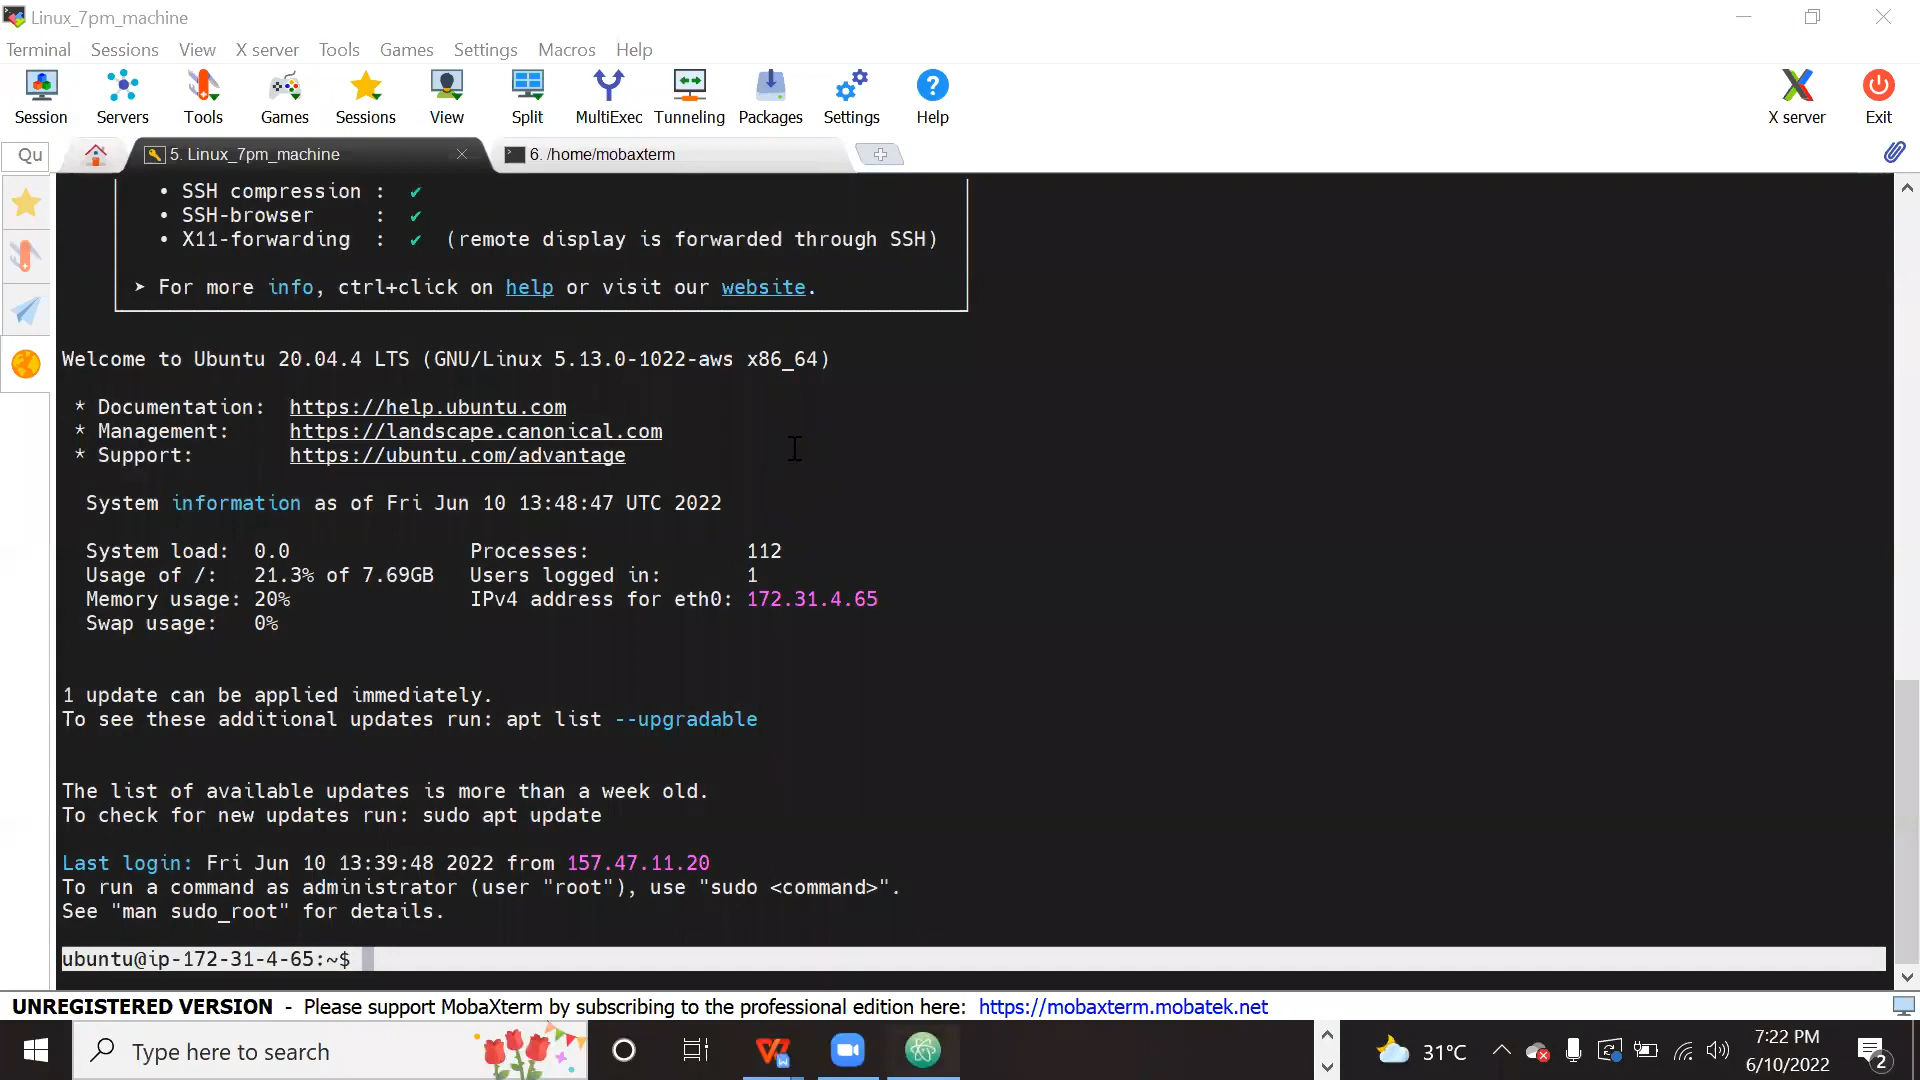 Linux_7pm_machine
Terminal Sessions View X server Tools Games Settings Macros Help
Session Servers Tools Games Sessions View Split MultiExec Tunneling Packages Settings Help X server Exit
Qu 5. Linux_7pm_machine 6. /home/mobaxterm
• SSH compression : ✔
• SSH-browser : ✔
• X11-forwarding : ✔ (remote display is forwarded through SSH)
➤ For more info, ctrl+click on help or visit our website.
Welcome to Ubuntu 20.04.4 LTS (GNU/Linux 5.13.0-1022-aws x86_64)
* Documentation: https://help.ubuntu.com
* Management: https://landscape.canonical.com
* Support: https://ubuntu.com/advantage
System information as of Fri Jun 10 13:48:47 UTC 2022
System load: 0.0 Processes: 112
Usage of /: 21.3% of 7.69GB Users logged in: 1
Memory usage: 20% IPv4 address for eth0: 172.31.4.65
Swap usage: 0%
1 update can be applied immediately.
To see these additional updates run: apt list --upgradable
The list of available updates is more than a week old.
To check for new updates run: sudo apt update
Last login: Fri Jun 10 13:39:48 2022 from 157.47.11.20
To run a command as administrator (user "root"), use "sudo <command>".
See "man sudo_root" for details.
ubuntu@ip-172-31-4-65:~$
UNREGISTERED VERSION - Please support MobaXterm by subscribing to the professional edition here: https://mobaxterm.mobatek.net
Type here to search
31°C
7:22 PM
6/10/2022
2